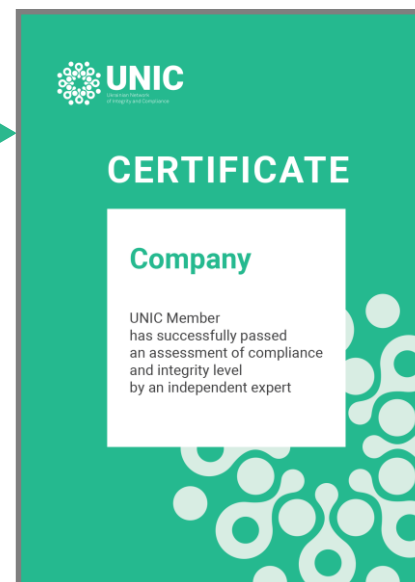 UNIC
Ukrainian Network
of Integrity and Compliance
CERTIFICATE
Company
UNIC Member
has successfully passed
an assessment of compliance
and integrity level
by an independent expert